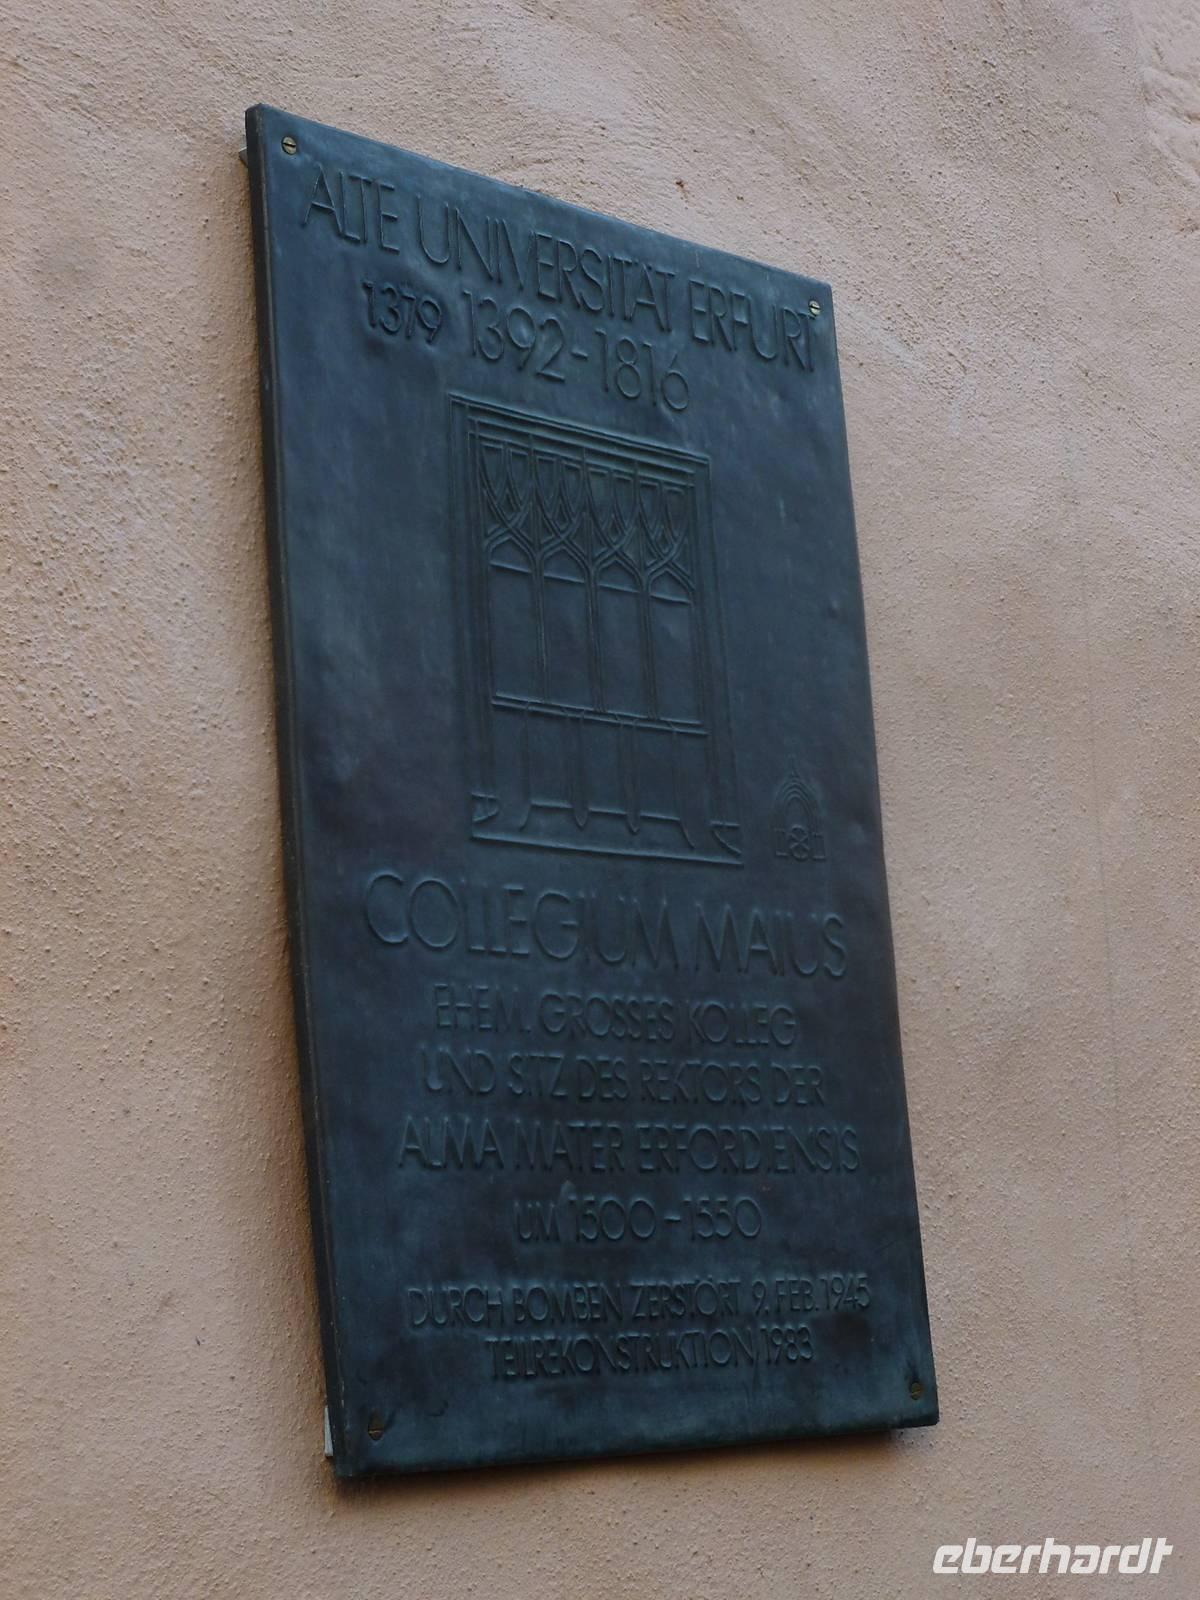 ALTE UNIVERSITÄT ERFURT
1379 1392-1816
COLLEGIUM MAIUS
EHEM. GROSSES KOLLEG
UND SITZ DES REKTORS DER
ALMA MATER ERFORDIENSIS
UM 1500-1550
DURCH BOMBEN ZERSTÖRT 9. FEB. 1945
TEILREKONSTRUKTION 1983
eberhardt